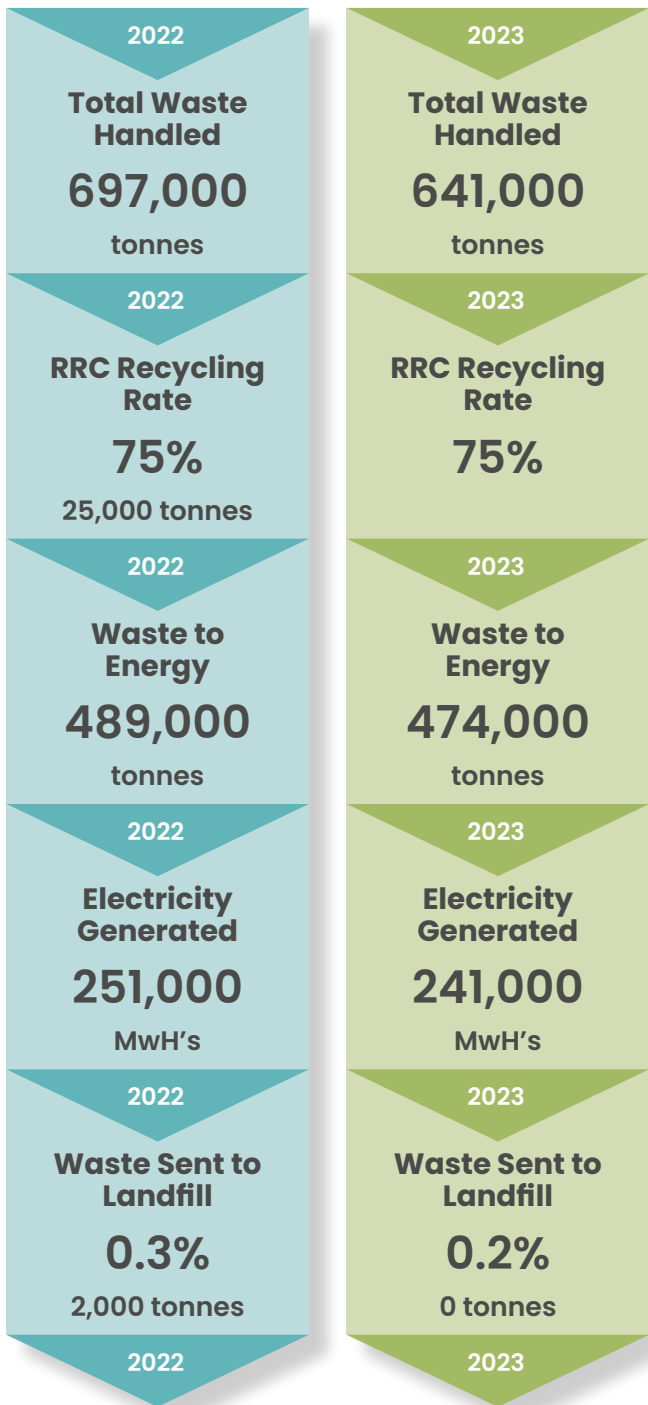 2022
Total Waste
Handled
697,000
tonnes
2022
RRC Recycling
Rate
75%
25,000 tonnes
2022
Waste to
Energy
489,000
tonnes
2022
Electricity
Generated
251,000
MwH’s
2022
Waste Sent to
Landfill
0.3%
2,000 tonnes
2022
2023
Total Waste
Handled
641,000
tonnes
2023
RRC Recycling
Rate
75%
2023
Waste to
Energy
474,000
tonnes
2023
Electricity
Generated
241,000
MwH’s
2023
Waste Sent to
Landfill
0.2%
0 tonnes
2023